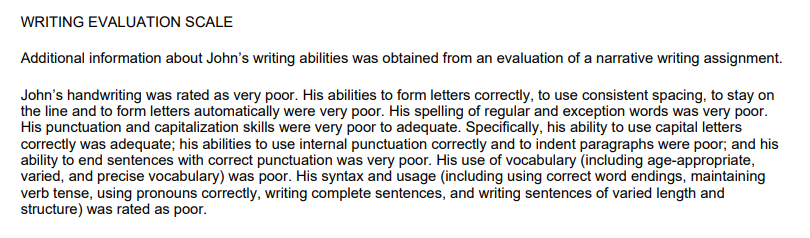 WRITING EVALUATION SCALE
Additional information about John’s writing abilities was obtained from an evaluation of a narrative writing assignment.
John’s handwriting was rated as very poor. His abilities to form letters correctly, to use consistent spacing, to stay on
the line and to form letters automatically were very poor. His spelling of regular and exception words was very poor.
His punctuation and capitalization skills were very poor to adequate. Specifically, his ability to use capital letters
correctly was adequate; his abilities to use internal punctuation correctly and to indent paragraphs were poor; and his
ability to end sentences with correct punctuation was very poor. His use of vocabulary (including age-appropriate,
varied, and precise vocabulary) was poor. His syntax and usage (including using correct word endings, maintaining
verb tense, using pronouns correctly, writing complete sentences, and writing sentences of varied length and
structure) was rated as poor.